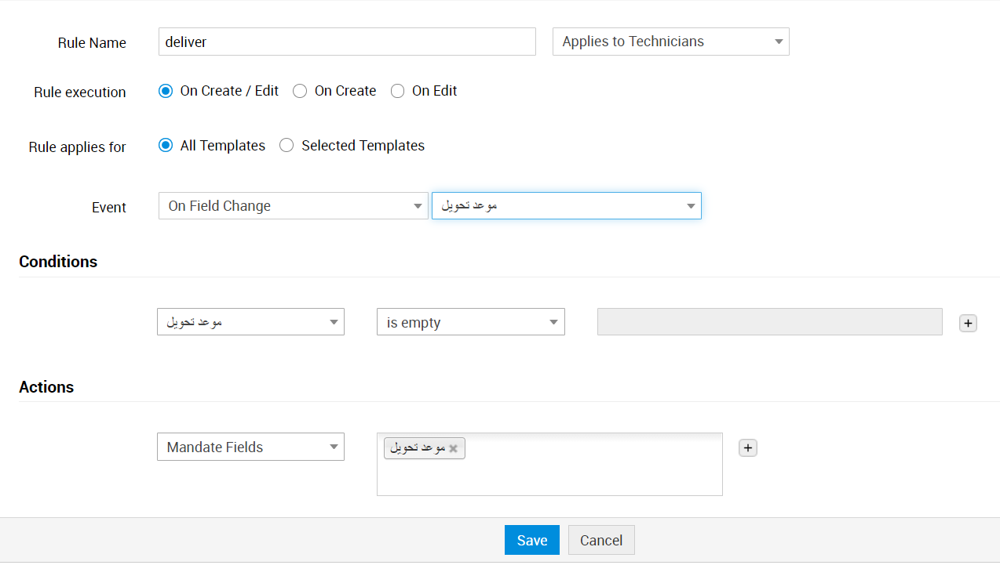 Rule Name deliver Applies to Technicians
Rule execution On Create / Edit On Create On Edit
Rule applies for All Templates Selected Templates
Event On Field Change موعد تحويل
Conditions
موعد تحويل is empty +
Actions
Mandate Fields موعد تحويل × +
Save Cancel